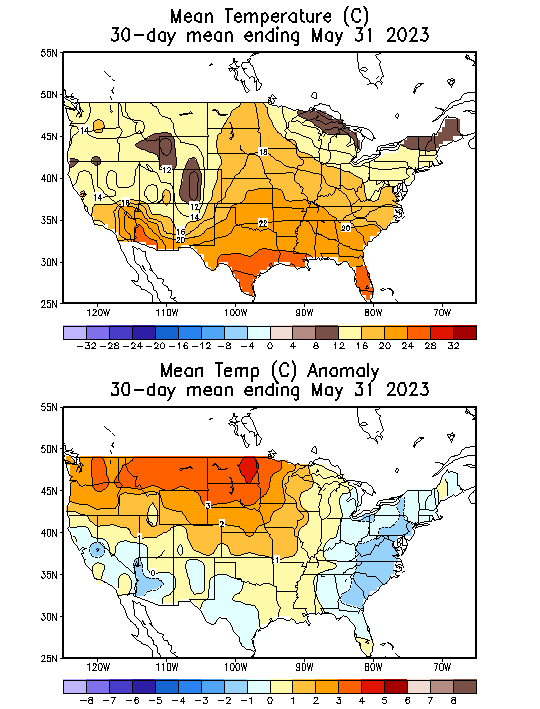 Mean Temperature (C)
30-day mean ending May 31 2023
55N
50N
45N
40N
35N
30N
25N
120W 110W 100W 90W 80W 70W
14
18
12
14
18
12
14
16
20
22
20
-32 -28 -24 -20 -16 -12 -8 -4 0 4 8 12 16 20 24 28 32
Mean Temp (C) Anomaly
30-day mean ending May 31 2023
55N
50N
45N
40N
35N
30N
25N
120W 110W 100W 90W 80W 70W
3
2
1
1
0
-8 -7 -6 -5 -4 -3 -2 -1 0 1 2 3 4 5 6 7 8